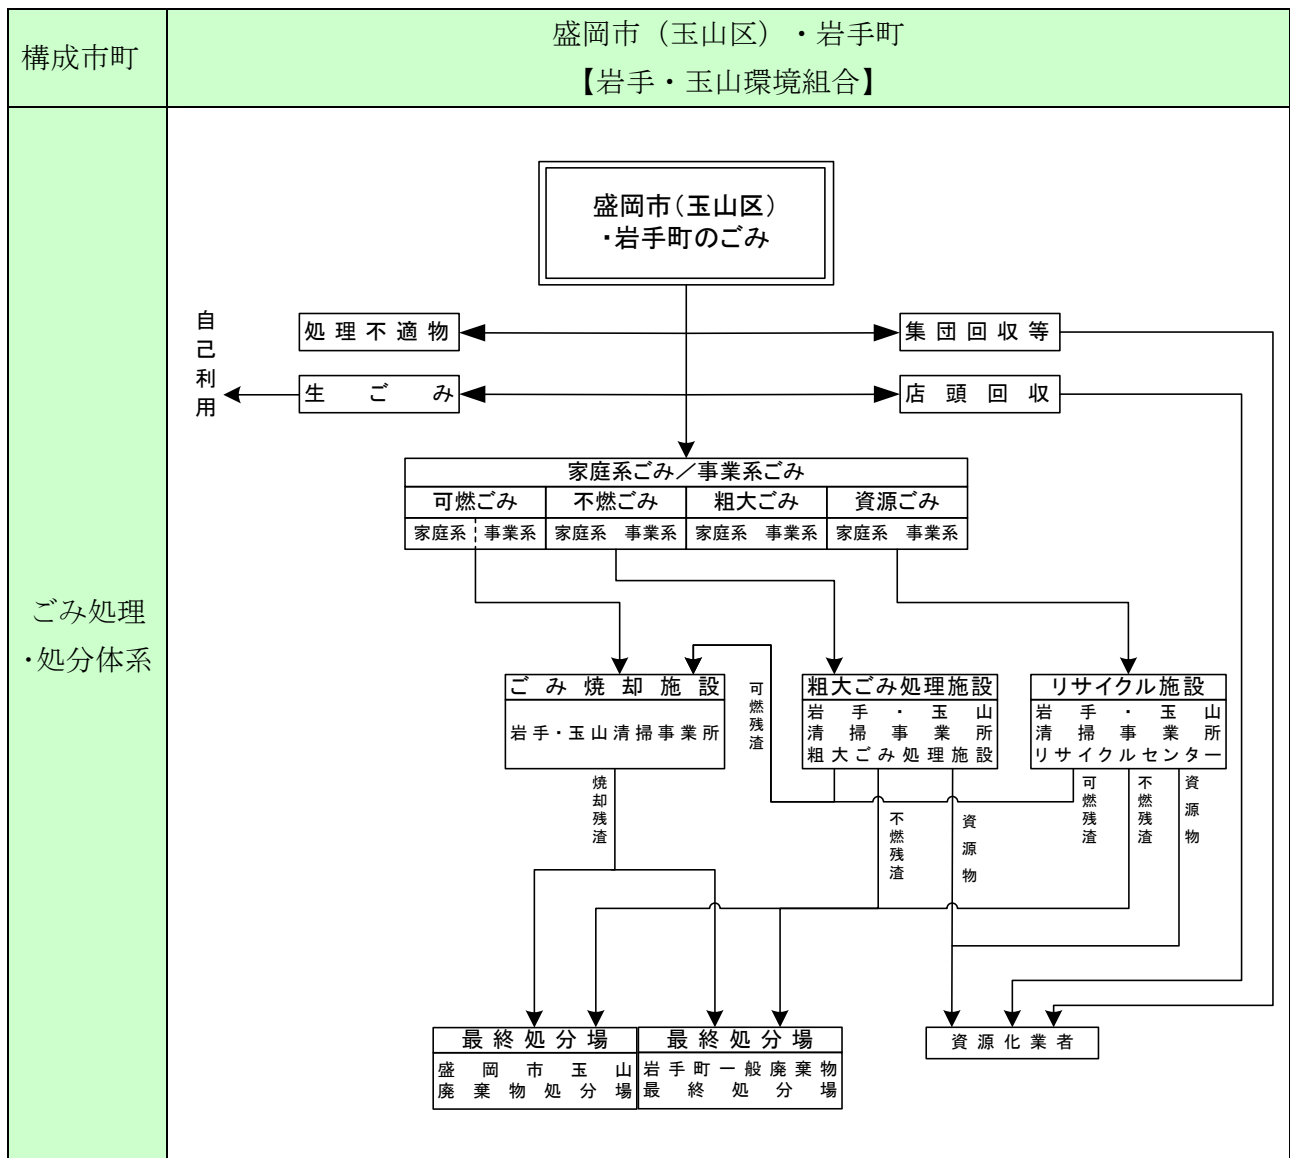 構成市町
盛岡市（玉山区）・岩手町
【岩手・玉山環境組合】
ごみ処理
・処分体系
盛岡市（玉山区）
・岩手町のごみ
自己利用
処理不適物
集団回収等
生ごみ
店頭回収
家庭系ごみ／事業系ごみ
可燃ごみ 不燃ごみ 粗大ごみ 資源ごみ
家庭系 事業系 家庭系 事業系 家庭系 事業系 家庭系 事業系
ごみ焼却施設
岩手・玉山清掃事業所
可燃残渣
粗大ごみ処理施設
岩手・玉山
清掃事業所
粗大ごみ処理施設
リサイクル施設
岩手・玉山
清掃事業所
リサイクルセンター
焼却残渣
不燃残渣
資源物
可燃残渣
不燃残渣
資源物
最終処分場
盛岡市玉山
廃棄物処分場
最終処分場
岩手町一般廃棄物
最終処分場
資源化業者